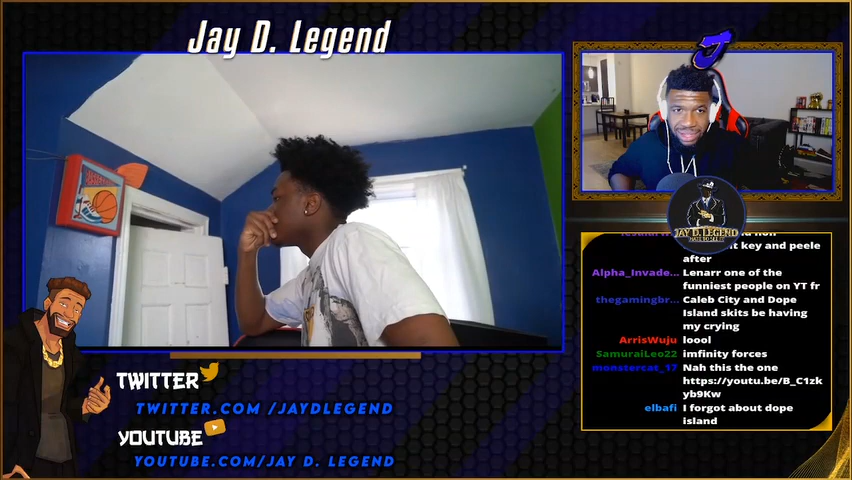 Jay D. Legend
J
JAY D. LEGEND
key and peele
after
Alpha_Invade... Lenarr one of the
funniest people on YT fr
thegamingbr... Caleb City and Dope
Island skits be having
my crying
ArrisWuju loool
SamuraiLeo22 imfinity forces
monstercat_17 Nah this the one
https://youtu.be/B_C1zk
yb9Kw
elbafi I forgot about dope
island
TWITTER
TWITTER.COM /JAYDLEGEND
YOUTUBE
YOUTUBE.COM/JAY D. LEGEND